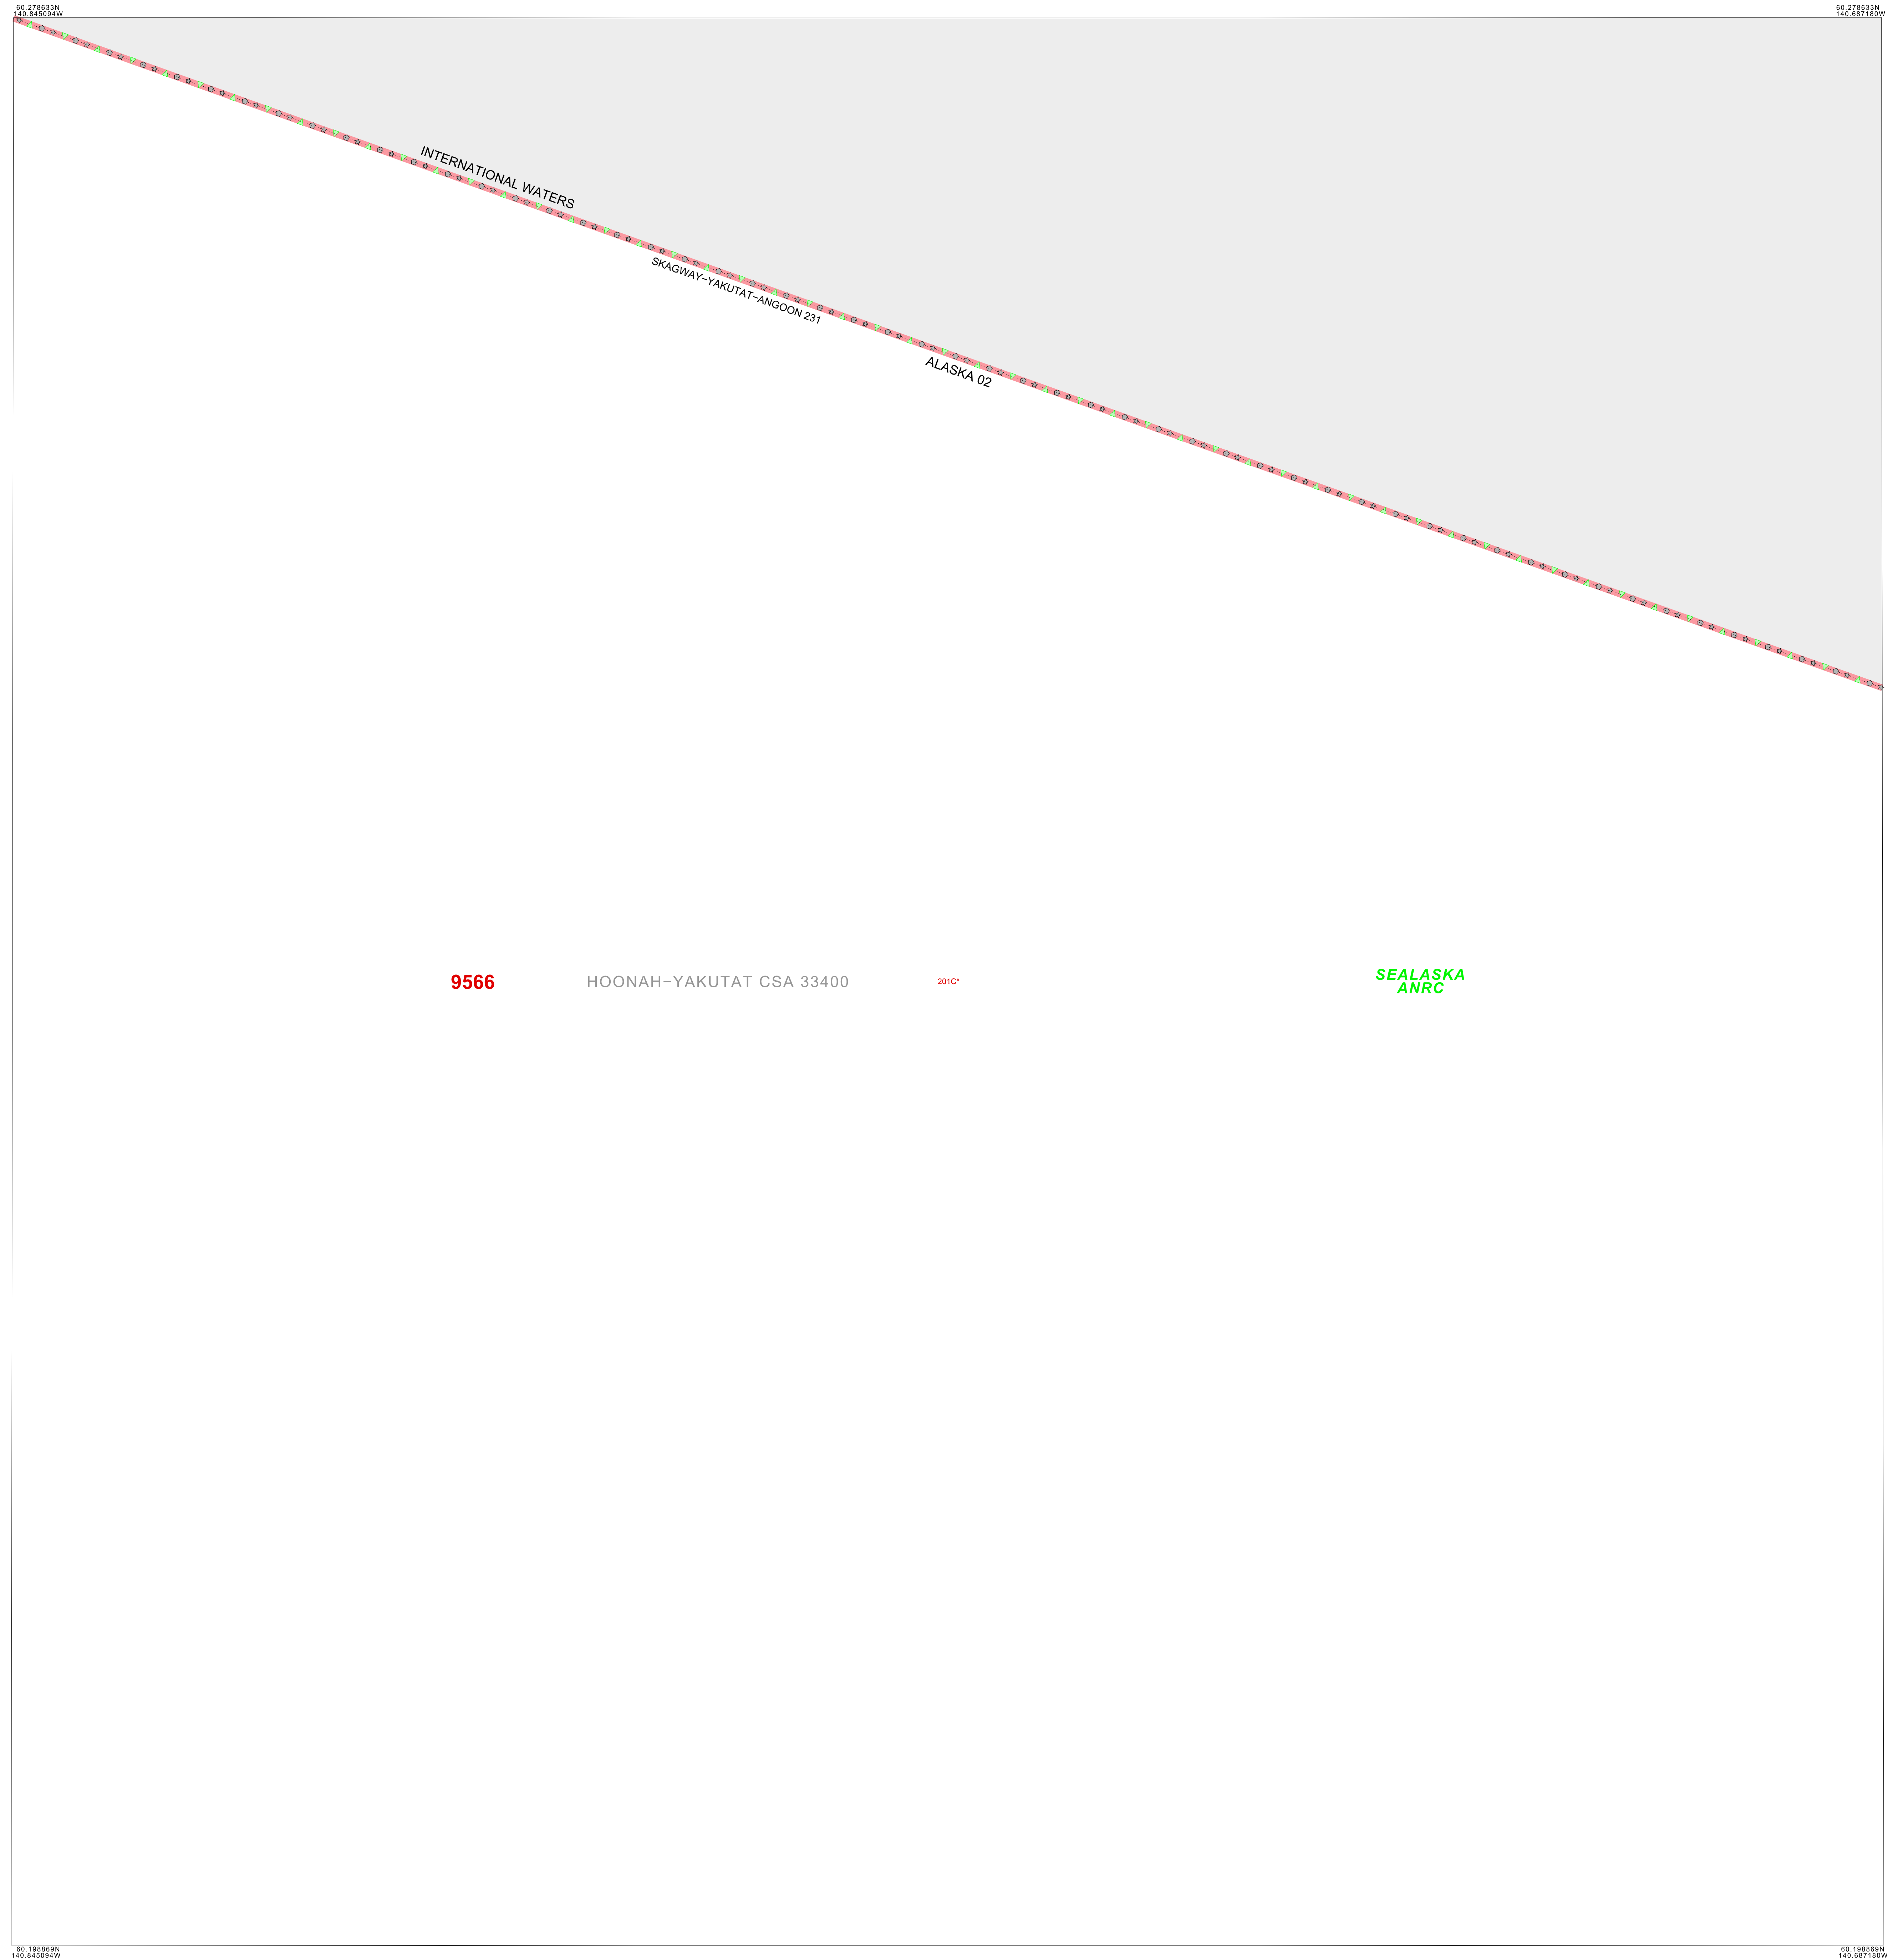 60.278633N
140.845094W
60.278633N
140.687180W
INTERNATIONAL WATERS
SKAGWAY-YAKUTAT-ANGOON 231
ALASKA 02
9566
HOONAH-YAKUTAT CSA 33400
201C*
SEALASKA
ANRC
60.198869N
140.845094W
60.198869N
140.687180W